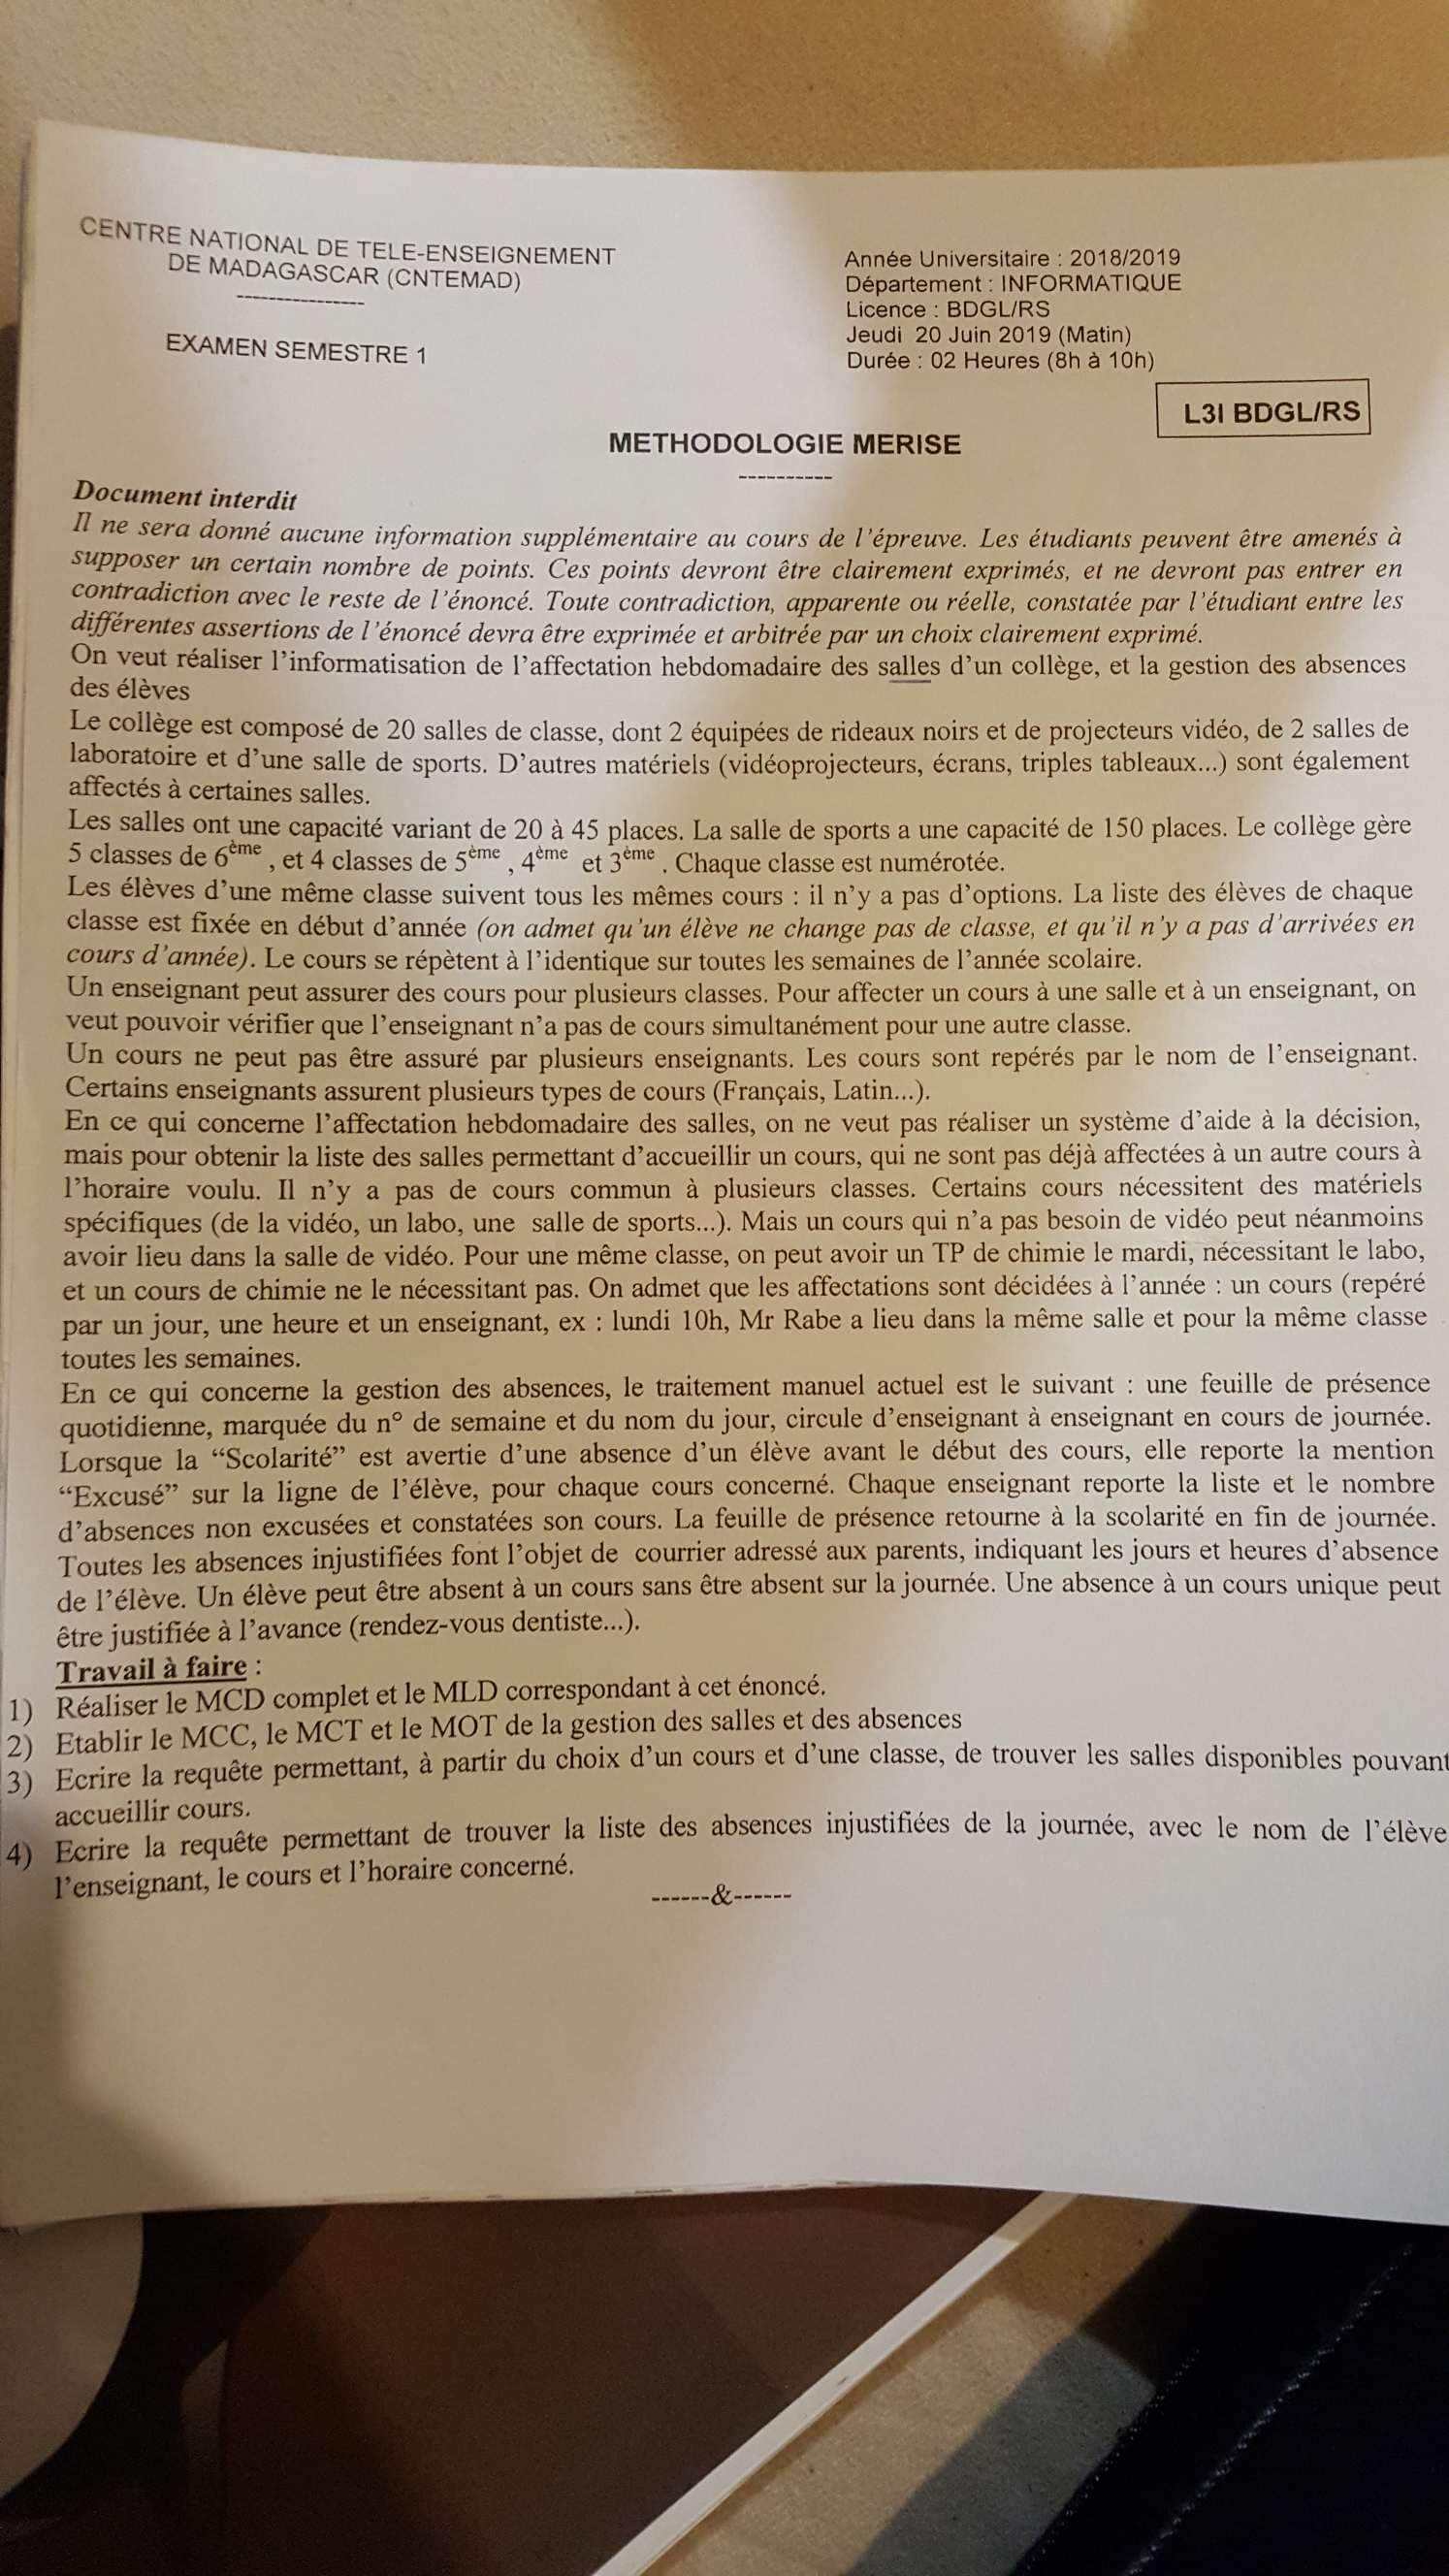 CENTRE NATIONAL DE TELE-ENSEIGNEMENT
DE MADAGASCAR (CNTEMAD)
----------------
EXAMEN SEMESTRE 1
Année Universitaire : 2018/2019
Département : INFORMATIQUE
Licence : BDGL/RS
Jeudi 20 Juin 2019 (Matin)
Durée : 02 Heures (8h à 10h)
L3I BDGL/RS
METHODOLOGIE MERISE
----------
Document interdit
Il ne sera donné aucune information supplémentaire au cours de l'épreuve. Les étudiants peuvent être amenés à
supposer un certain nombre de points. Ces points devront être clairement exprimés, et ne devront pas entrer en
contradiction avec le reste de l'énoncé. Toute contradiction, apparente ou réelle, constatée par l'étudiant entre les
différentes assertions de l'énoncé devra être exprimée et arbitrée par un choix clairement exprimé.
On veut réaliser l'informatisation de l'affectation hebdomadaire des salles d'un collège, et la gestion des absences
des élèves
Le collège est composé de 20 salles de classe, dont 2 équipées de rideaux noirs et de projecteurs vidéo, de 2 salles de
laboratoire et d'une salle de sports. D'autres matériels (vidéoprojecteurs, écrans, triples tableaux...) sont également
affectés à certaines salles.
Les salles ont une capacité variant de 20 à 45 places. La salle de sports a une capacité de 150 places. Le collège gère
5 classes de 6ème , et 4 classes de 5ème , 4ème et 3ème . Chaque classe est numérotée.
Les élèves d'une même classe suivent tous les mêmes cours : il n'y a pas d'options. La liste des élèves de chaque
classe est fixée en début d'année (on admet qu'un élève ne change pas de classe, et qu'il n'y a pas d'arrivées en
cours d'année). Le cours se répètent à l'identique sur toutes les semaines de l'année scolaire.
Un enseignant peut assurer des cours pour plusieurs classes. Pour affecter un cours à une salle et à un enseignant, on
veut pouvoir vérifier que l'enseignant n'a pas de cours simultanément pour une autre classe.
Un cours ne peut pas être assuré par plusieurs enseignants. Les cours sont repérés par le nom de l'enseignant.
Certains enseignants assurent plusieurs types de cours (Français, Latin...).
En ce qui concerne l'affectation hebdomadaire des salles, on ne veut pas réaliser un système d'aide à la décision,
mais pour obtenir la liste des salles permettant d'accueillir un cours, qui ne sont pas déjà affectées à un autre cours à
l'horaire voulu. Il n'y a pas de cours commun à plusieurs classes. Certains cours nécessitent des matériels
spécifiques (de la vidéo, un labo, une salle de sports...). Mais un cours qui n'a pas besoin de vidéo peut néanmoins
avoir lieu dans la salle de vidéo. Pour une même classe, on peut avoir un TP de chimie le mardi, nécessitant le labo,
et un cours de chimie ne le nécessitant pas. On admet que les affectations sont décidées à l'année : un cours (repéré
par un jour, une heure et un enseignant, ex : lundi 10h, Mr Rabe a lieu dans la même salle et pour la même classe
toutes les semaines.
En ce qui concerne la gestion des absences, le traitement manuel actuel est le suivant : une feuille de présence
quotidienne, marquée du n° de semaine et du nom du jour, circule d'enseignant à enseignant en cours de journée.
Lorsque la “Scolarité” est avertie d'une absence d'un élève avant le début des cours, elle reporte la mention
“Excusé” sur la ligne de l'élève, pour chaque cours concerné. Chaque enseignant reporte la liste et le nombre
d'absences non excusées et constatées son cours. La feuille de présence retourne à la scolarité en fin de journée.
Toutes les absences injustifiées font l'objet de courrier adressé aux parents, indiquant les jours et heures d'absence
de l'élève. Un élève peut être absent à un cours sans être absent sur la journée. Une absence à un cours unique peut
être justifiée à l'avance (rendez-vous dentiste...).
Travail à faire :
1) Réaliser le MCD complet et le MLD correspondant à cet énoncé.
2) Etablir le MCC, le MCT et le MOT de la gestion des salles et des absences
3) Ecrire la requête permettant, à partir du choix d'un cours et d'une classe, de trouver les salles disponibles pouvant
accueillir cours.
4) Ecrire la requête permettant de trouver la liste des absences injustifiées de la journée, avec le nom de l'élève
l'enseignant, le cours et l'horaire concerné.
------&------